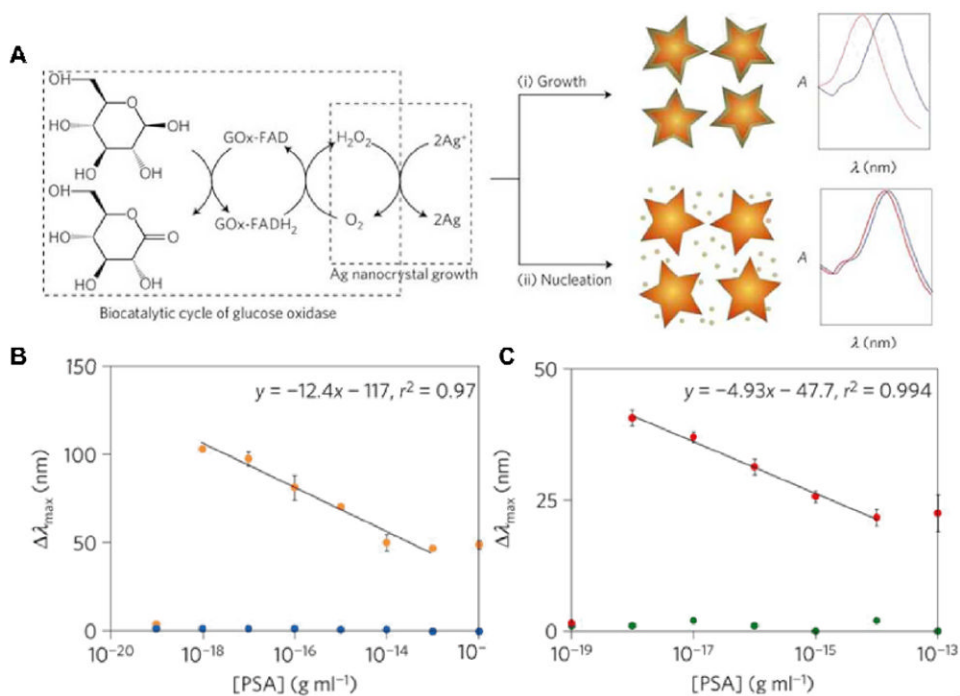 A
OH
O
HO
OH
HO
OH
OH
O
HO
O
HO
OH
GOx-FAD
GOx-FADH₂
H₂O₂
O₂
2Ag⁺
2Ag
Ag nanocrystal growth
Biocatalytic cycle of glucose oxidase
(i) Growth
(ii) Nucleation
A
λ (nm)
A
λ (nm)
B
y = −12.4x − 117, r² = 0.97
150
100
50
0
Δλmax (nm)
10⁻²⁰
10⁻¹⁸
10⁻¹⁶
10⁻¹⁴
10⁻
[PSA] (g ml⁻¹)
C
y = −4.93x − 47.7, r² = 0.994
50
25
0
Δλmax (nm)
10⁻¹⁹
10⁻¹⁷
10⁻¹⁵
10⁻¹³
[PSA] (g ml⁻¹)